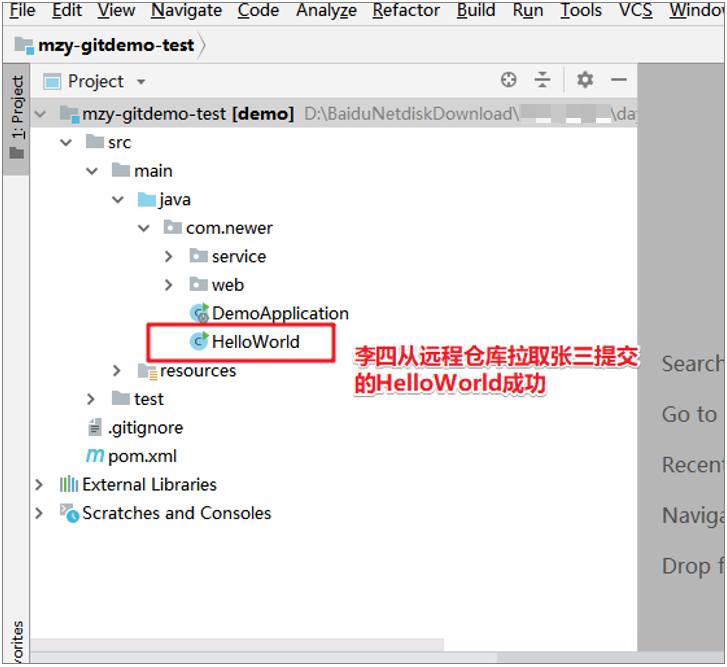 File Edit View Navigate Code Analyze Refactor Build Run Tools VCS
mzy-gitdemo-test
1: Project
Project
mzy-gitdemo-test [demo] D:\BaiduNetdiskDownload\
src
main
java
com.newer
service
web
DemoApplication
HelloWorld
李四从远程仓库拉取张三提交
的HelloWorld成功
resources
test
.gitignore
pom.xml
External Libraries
Scratches and Consoles
Search
Go to
Recen
Naviga
Drop f
vorites